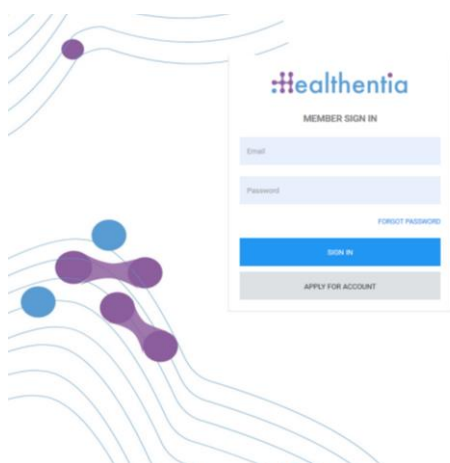 Healthentia
MEMBER SIGN IN
Email
Password
FORGOT PASSWORD
SIGN IN
APPLY FOR ACCOUNT